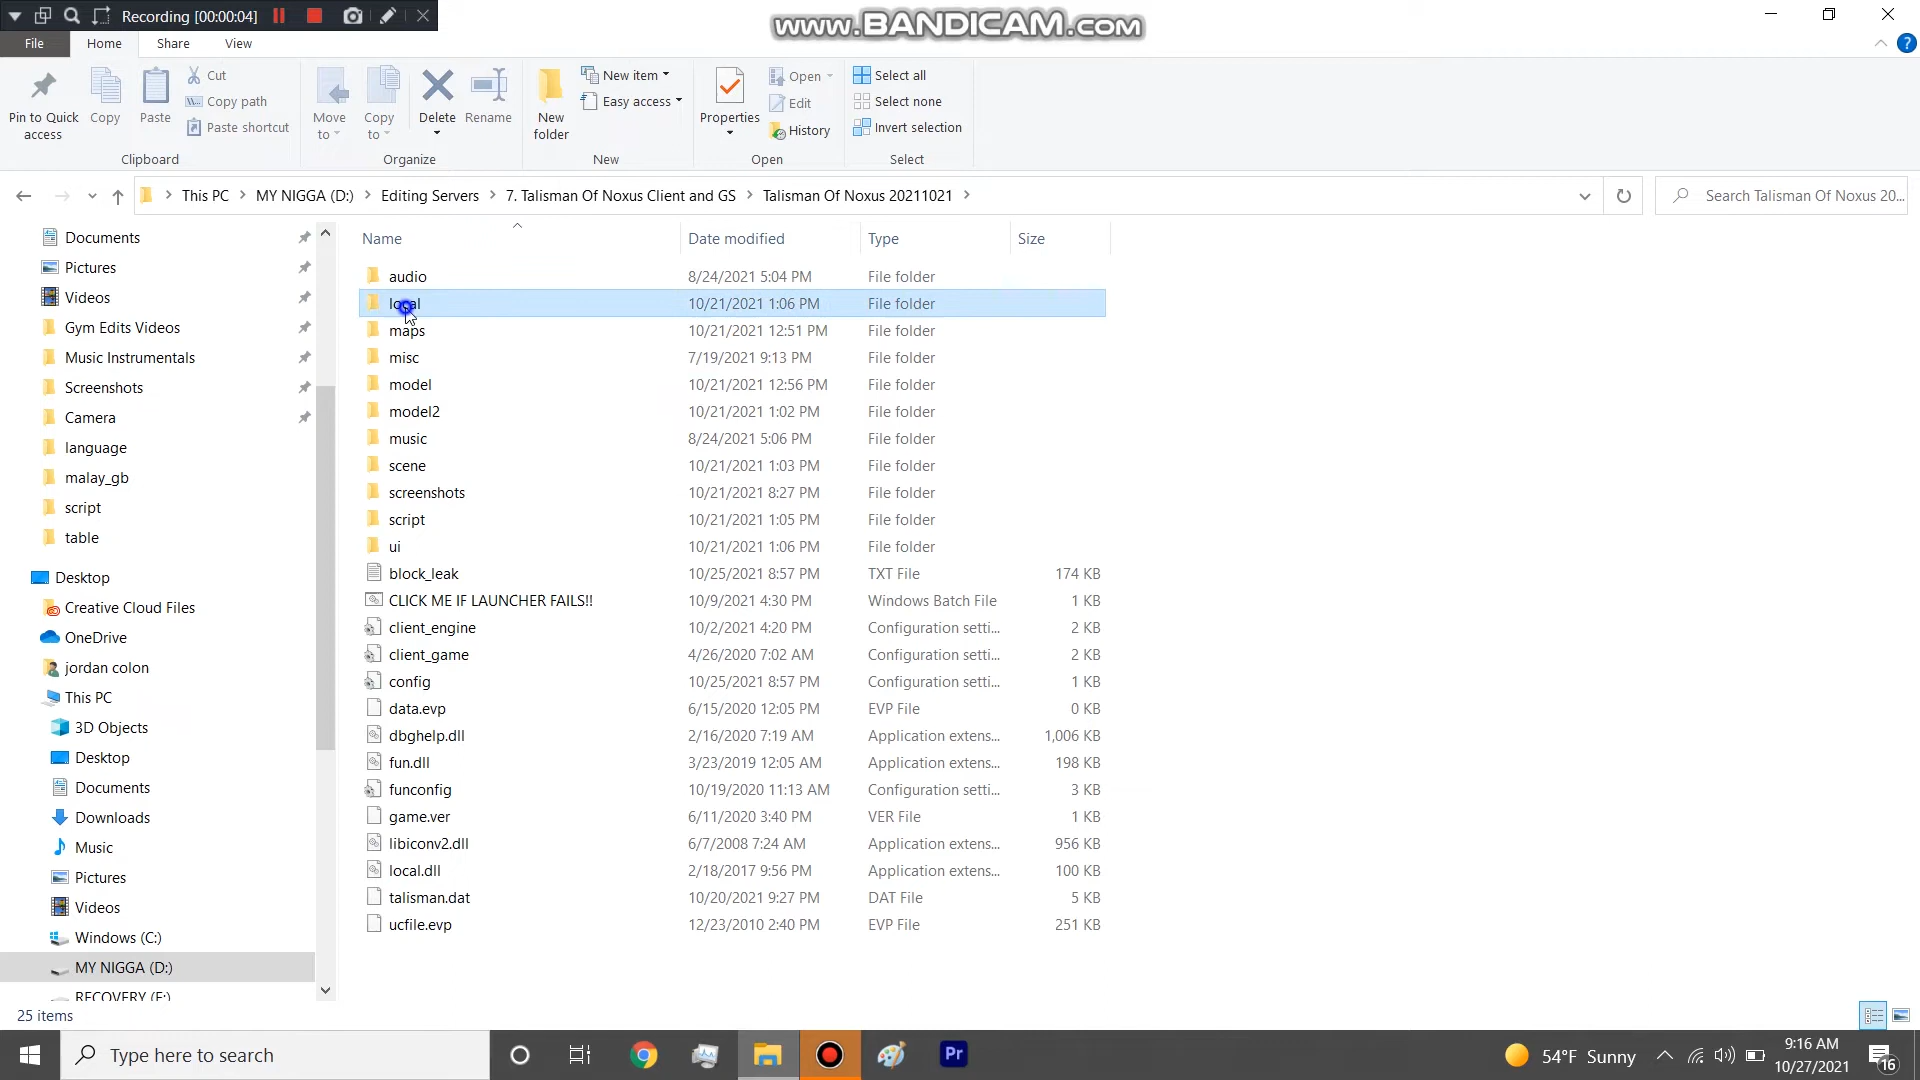 Recording [00:00:04]
www.BANDICAM.com
File
Home
Share
View
Pin to Quick access
Copy
Paste
Cut
Copy path
Paste shortcut
Clipboard
Move to
Copy to
Delete
Rename
Organize
New folder
New item
Easy access
New
Properties
Open
Edit
History
Open
Select all
Select none
Invert selection
Select
This PC
MY NIGGA (D:)
Editing Servers
7. Talisman Of Noxus Client and GS
Talisman Of Noxus 20211021
Search Talisman Of Noxus 20...
Documents
Pictures
Videos
Gym Edits Videos
Music Instrumentals
Screenshots
Camera
language
malay_gb
script
table
Desktop
Creative Cloud Files
OneDrive
jordan colon
This PC
3D Objects
Desktop
Documents
Downloads
Music
Pictures
Videos
Windows (C:)
MY NIGGA (D:)
RECOVERY (E:)
Name Date modified Type Size
audio 8/24/2021 5:04 PM File folder
local 10/21/2021 1:06 PM File folder
maps 10/21/2021 12:51 PM File folder
misc 7/19/2021 9:13 PM File folder
model 10/21/2021 12:56 PM File folder
model2 10/21/2021 1:02 PM File folder
music 8/24/2021 5:06 PM File folder
scene 10/21/2021 1:03 PM File folder
screenshots 10/21/2021 8:27 PM File folder
script 10/21/2021 1:05 PM File folder
ui 10/21/2021 1:06 PM File folder
block_leak 10/25/2021 8:57 PM TXT File 174 KB
CLICK ME IF LAUNCHER FAILS!! 10/9/2021 4:30 PM Windows Batch File 1 KB
client_engine 10/2/2021 4:20 PM Configuration setti... 2 KB
client_game 4/26/2020 7:02 AM Configuration setti... 2 KB
config 10/25/2021 8:57 PM Configuration setti... 1 KB
data.evp 6/15/2020 12:05 PM EVP File 0 KB
dbghelp.dll 2/16/2020 7:19 AM Application extens... 1,006 KB
fun.dll 3/23/2019 12:05 AM Application extens... 198 KB
funconfig 10/19/2020 11:13 AM Configuration setti... 3 KB
game.ver 6/11/2020 3:40 PM VER File 1 KB
libiconv2.dll 6/7/2008 7:24 AM Application extens... 956 KB
local.dll 2/18/2017 9:56 PM Application extens... 100 KB
talisman.dat 10/20/2021 9:27 PM DAT File 5 KB
ucfile.evp 12/23/2010 2:40 PM EVP File 251 KB
25 items
Type here to search
Pr
54°F Sunny
9:16 AM
10/27/2021
16